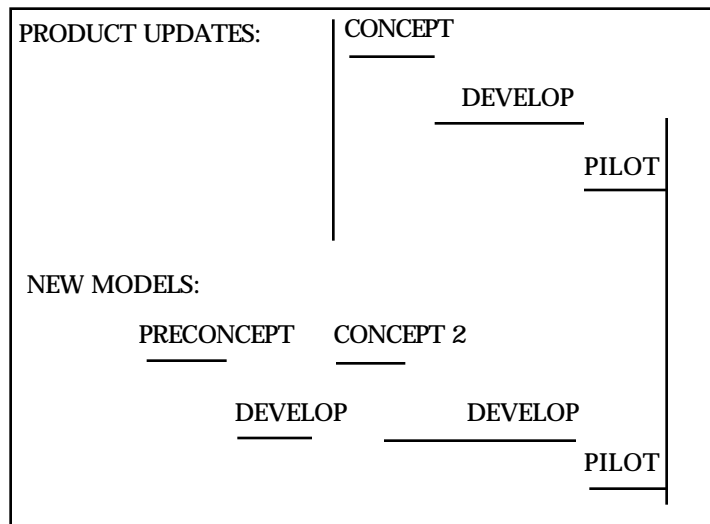 PRODUCT UPDATES:
CONCEPT
DEVELOP
PILOT
NEW MODELS:
PRECONCEPT
CONCEPT 2
DEVELOP
DEVELOP
PILOT